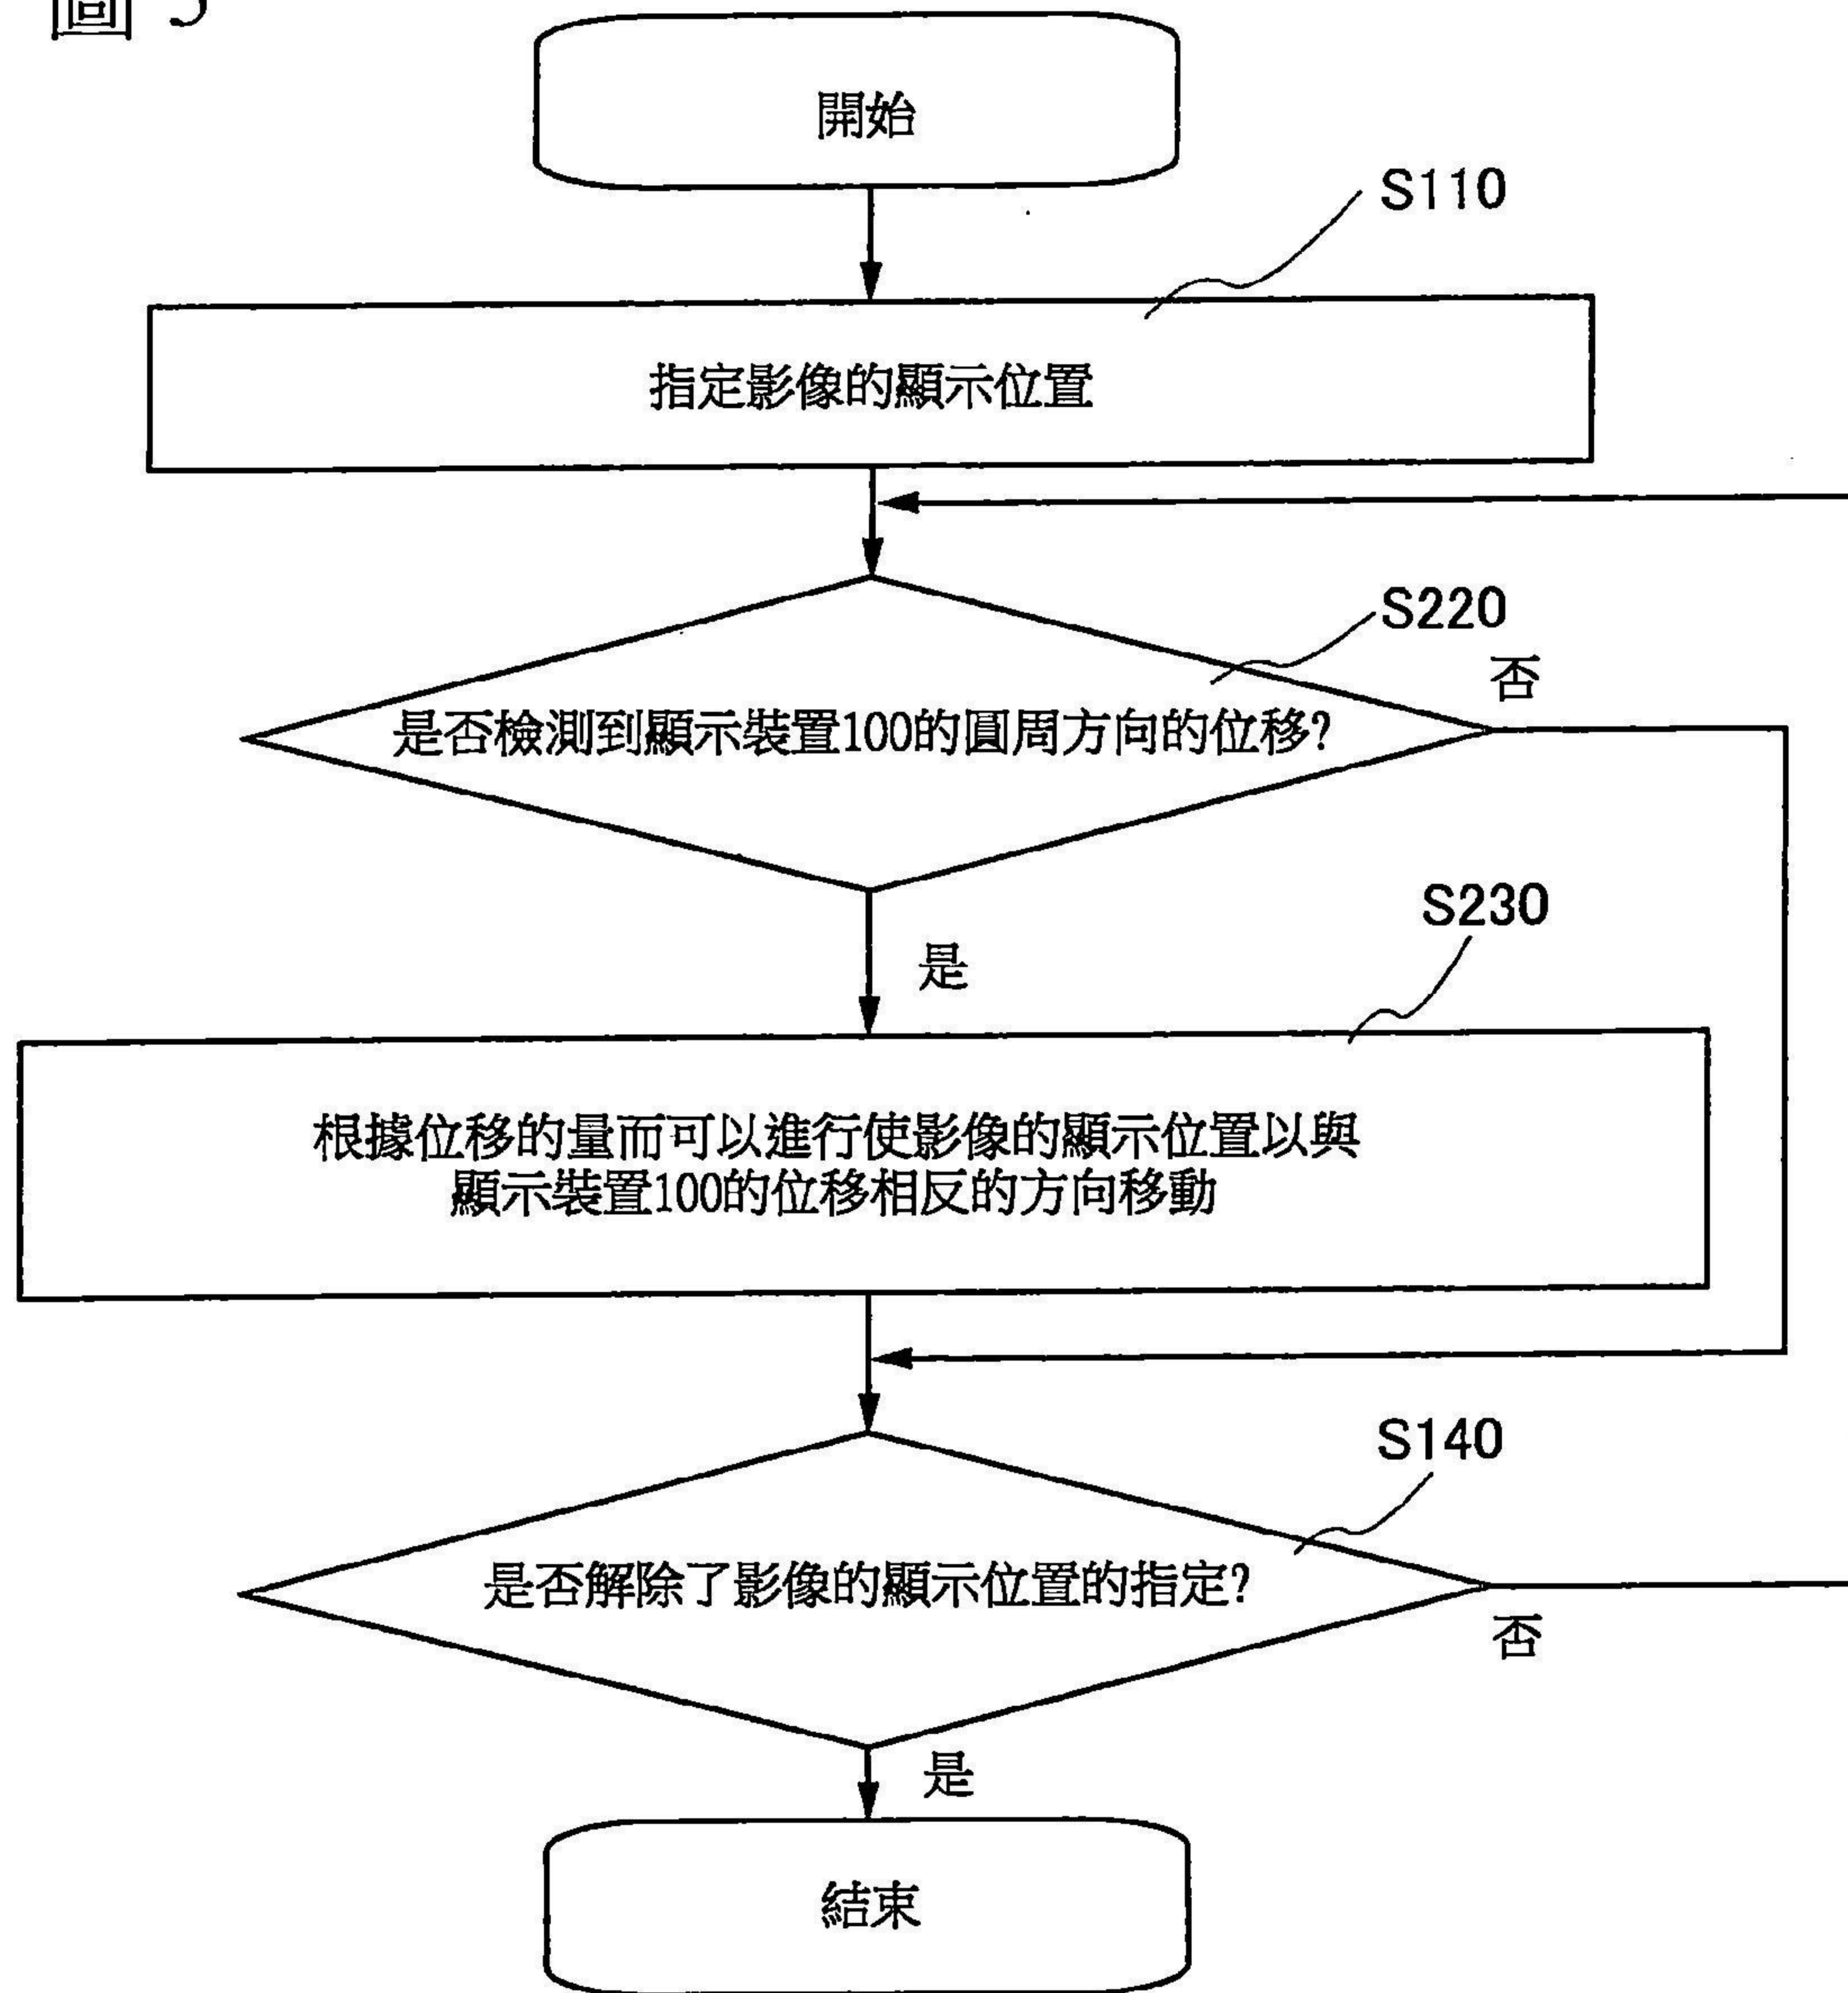 圖 5
開始
S110
指定影像的顯示位置
S220
否
是否檢測到顯示裝置100的圓周方向的位移?
S230
是
根據位移的量而可以進行使影像的顯示位置以與
顯示裝置100的位移相反的方向移動
S140
是否解除了影像的顯示位置的指定?
否
是
結束